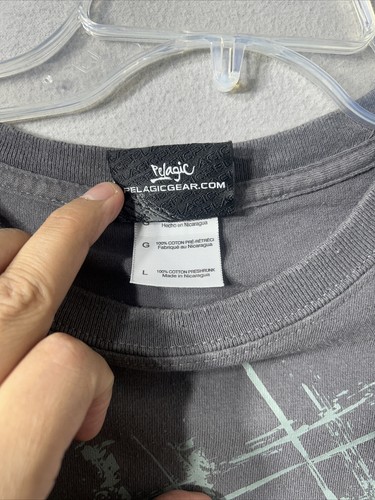 Pelagic
PELAGICGEAR.COM
Hecho en Nicaragua
G 100% COTON PRÉ-RÉTRÉCI
Fabriqué au Nicaragua
L 100% COTTON PRESHRUNK
Made in Nicaragua